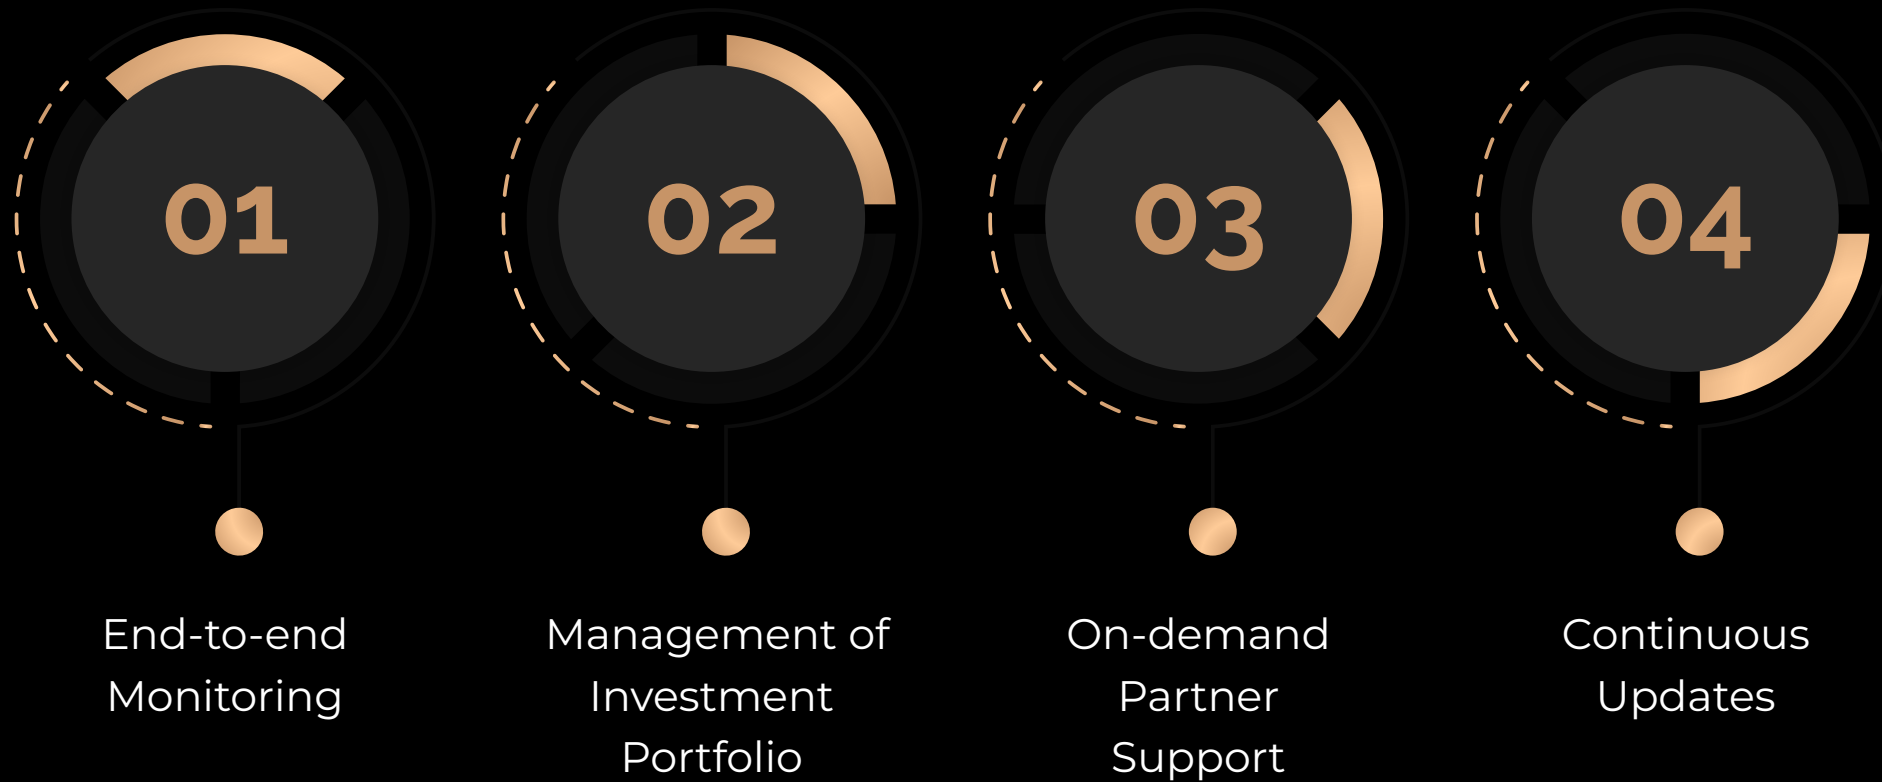 01
02
03
04
End-to-end
Monitoring
Management of
Investment
Portfolio
On-demand
Partner
Support
Continuous
Updates